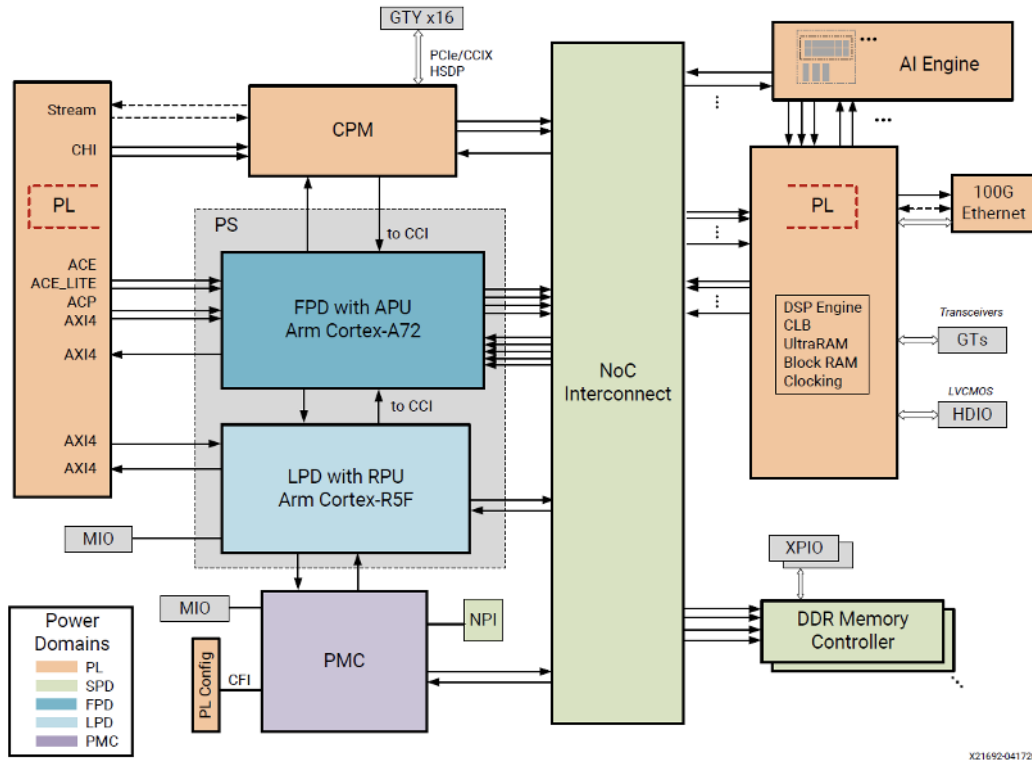 GTY x16
PCIe/CCIX
HSDP
AI Engine
Stream
CPM
CHI
PL
PL
100G
Ethernet
PS
to CCI
ACE
ACE_LITE
ACP
AXI4
FPD with APU
Arm Cortex-A72
AXI4
DSP Engine
CLB
UltraRAM
Block RAM
Clocking
Transceivers
GTs
NoC
Interconnect
to CCI
LVCMOS
HDIO
AXI4
AXI4
LPD with RPU
Arm Cortex-R5F
MIO
XPIO
MIO
NPI
DDR Memory
Controller
Power
Domains
PL
SPD
FPD
LPD
PMC
PL Config
CFI
PMC
X21692-04172